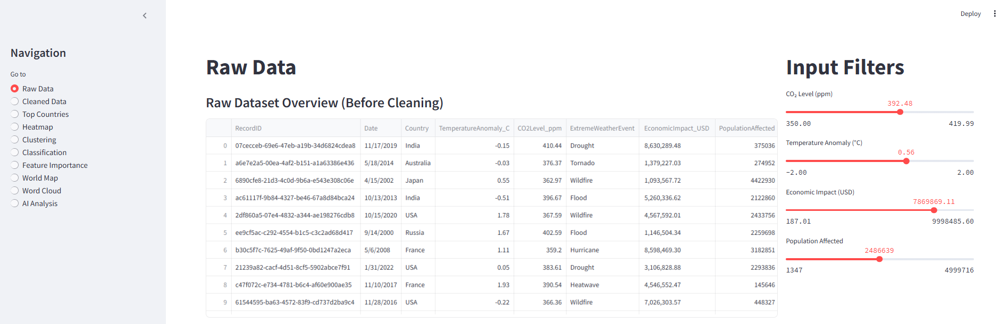 Deploy
Navigation
Go to
Raw Data
Cleaned Data
Top Countries
Heatmap
Clustering
Classification
Feature Importance
World Map
Word Cloud
AI Analysis
Raw Data
Raw Dataset Overview (Before Cleaning)
RecordID Date Country TemperatureAnomaly_C CO2Level_ppm ExtremeWeatherEvent EconomicImpact_USD PopulationAffected
0 07cecceb-69e6-47eb-a19b-34d6824cdea8 11/17/2019 India -0.15 410.44 Drought 8,630,289.48 375036
1 a6e7e2a5-00ea-4af2-b151-a1a63386e436 5/18/2014 Australia -0.03 376.37 Tornado 1,379,227.03 274952
2 6890cfe8-21d3-4c0d-9b6a-e543e308c06e 4/15/2002 Japan 0.55 362.97 Wildfire 1,093,567.72 4422930
3 ac61117f-9b84-4327-be46-67a8d84bca24 10/13/2013 India -0.51 396.67 Flood 5,260,336.62 2122860
4 2df860a5-07e4-4832-a344-ae198276cdb8 10/15/2020 USA 1.78 367.59 Wildfire 4,567,592.01 2433756
5 ee9cf5ac-c292-4554-b1c5-c3c2ad68d417 9/14/2000 Russia 1.67 402.59 Flood 1,146,504.34 2259698
6 b30c5f7c-7625-49af-9f50-0bd1247a2eca 5/6/2008 France 1.11 359.2 Hurricane 8,598,469.30 3182851
7 21239a82-cacf-4d51-8cf5-5902abce7f91 1/31/2022 USA 0.05 383.61 Drought 3,106,828.88 2293836
8 c47f072c-e734-4781-b6c4-af60e900ae35 11/10/2017 France 1.93 390.54 Heatwave 4,546,552.47 145646
9 61544595-ba63-4572-83f9-cd737d2ba9c4 11/28/2016 USA -0.22 366.36 Wildfire 7,026,303.57 448327
Input Filters
CO₂ Level (ppm)
392.48
350.00 419.99
Temperature Anomaly (°C)
0.56
-2.00 2.00
Economic Impact (USD)
7869869.11
187.01 9998485.60
Population Affected
2486639
1347 4999716